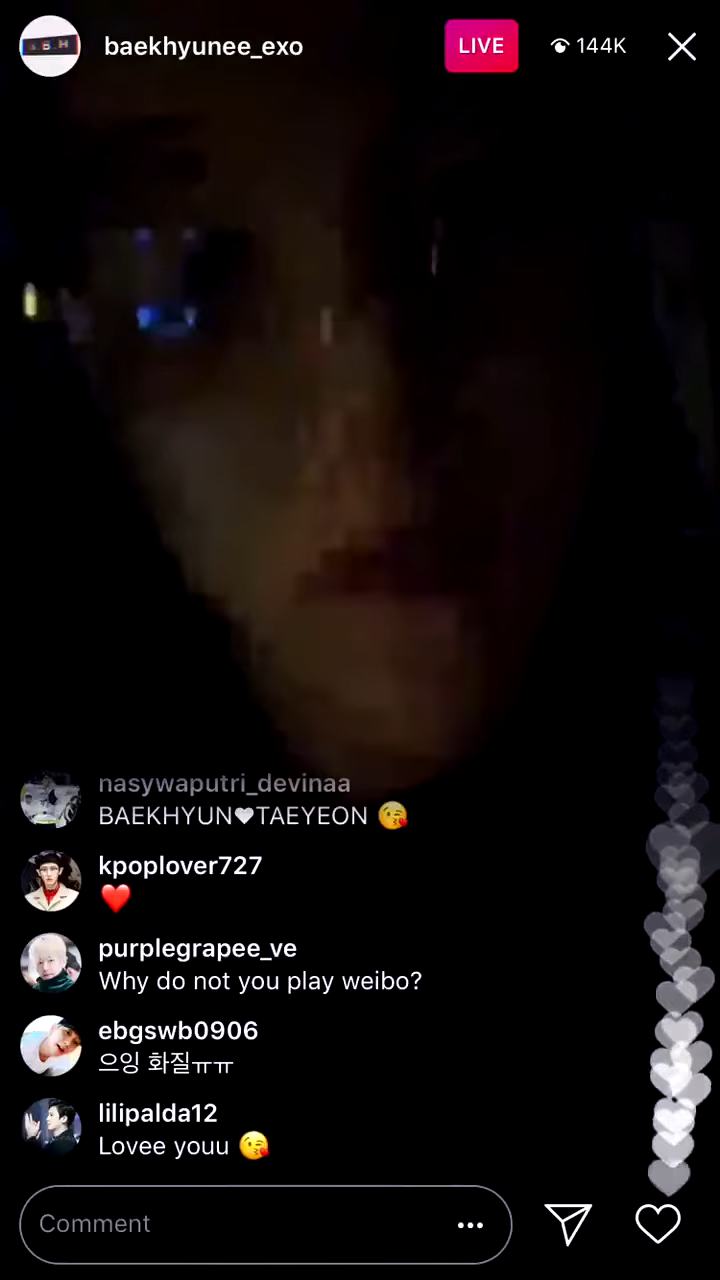 baekhyunee_exo
LIVE
144K
nasywaputri_devinaa
BAEKHYUN🤍TAEYEON 😘
kpoplover727
❤️
purplegrapee_ve
Why do not you play weibo?
ebgswb0906
으잉 화질ㅠㅠ
lilipalda12
Lovee youu 😘
Comment